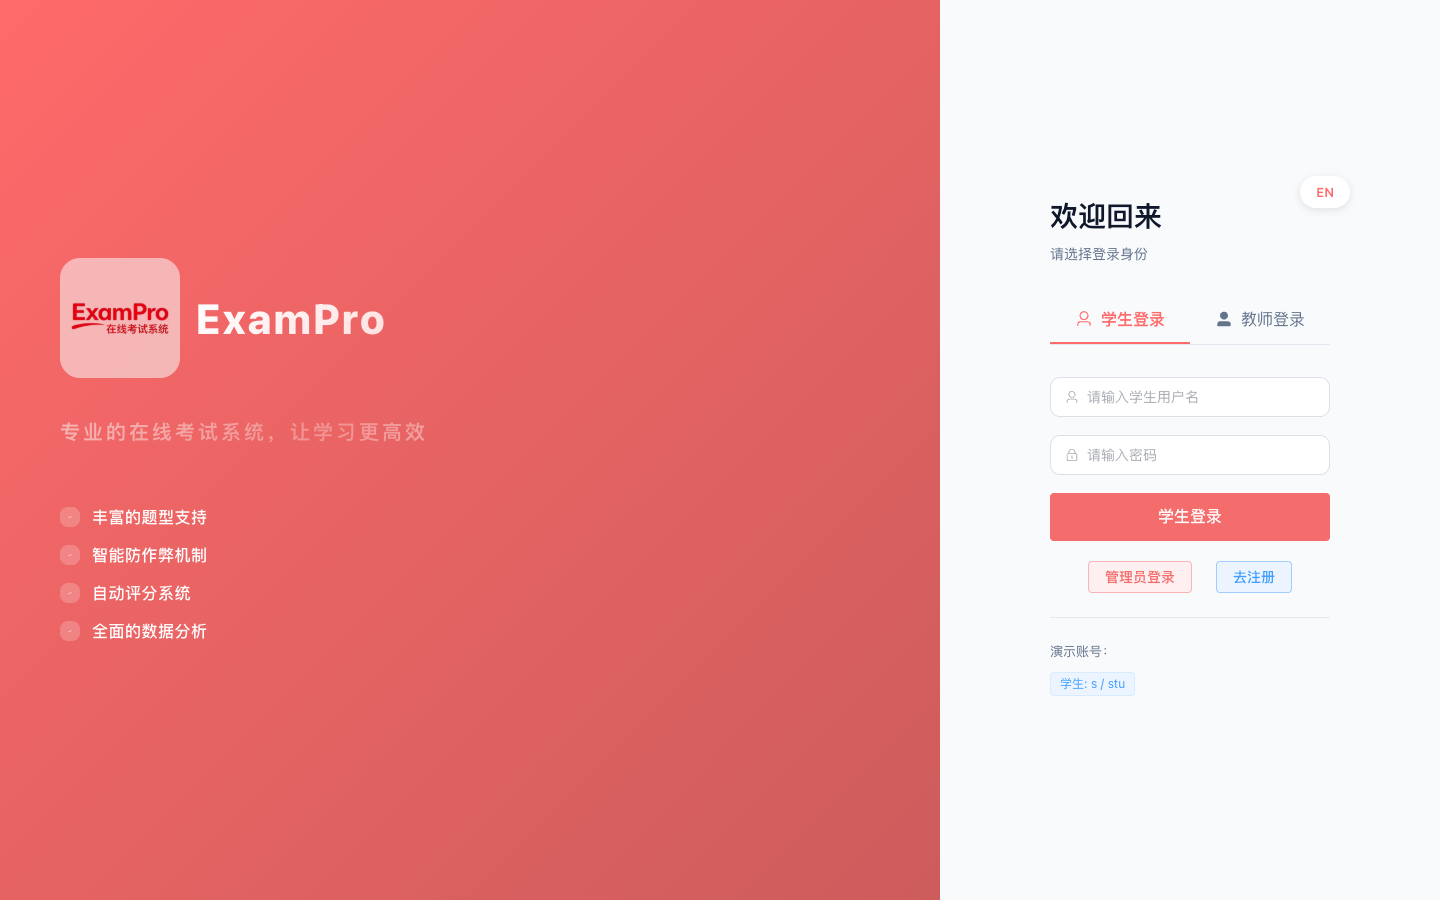 ExamPro
在线考试系统
ExamPro
专业的在线考试系统，让学习更高效
丰富的题型支持
智能防作弊机制
自动评分系统
全面的数据分析
EN
欢迎回来
请选择登录身份
学生登录
教师登录
请输入学生用户名
请输入密码
学生登录
管理员登录
去注册
演示账号：
学生: s / stu